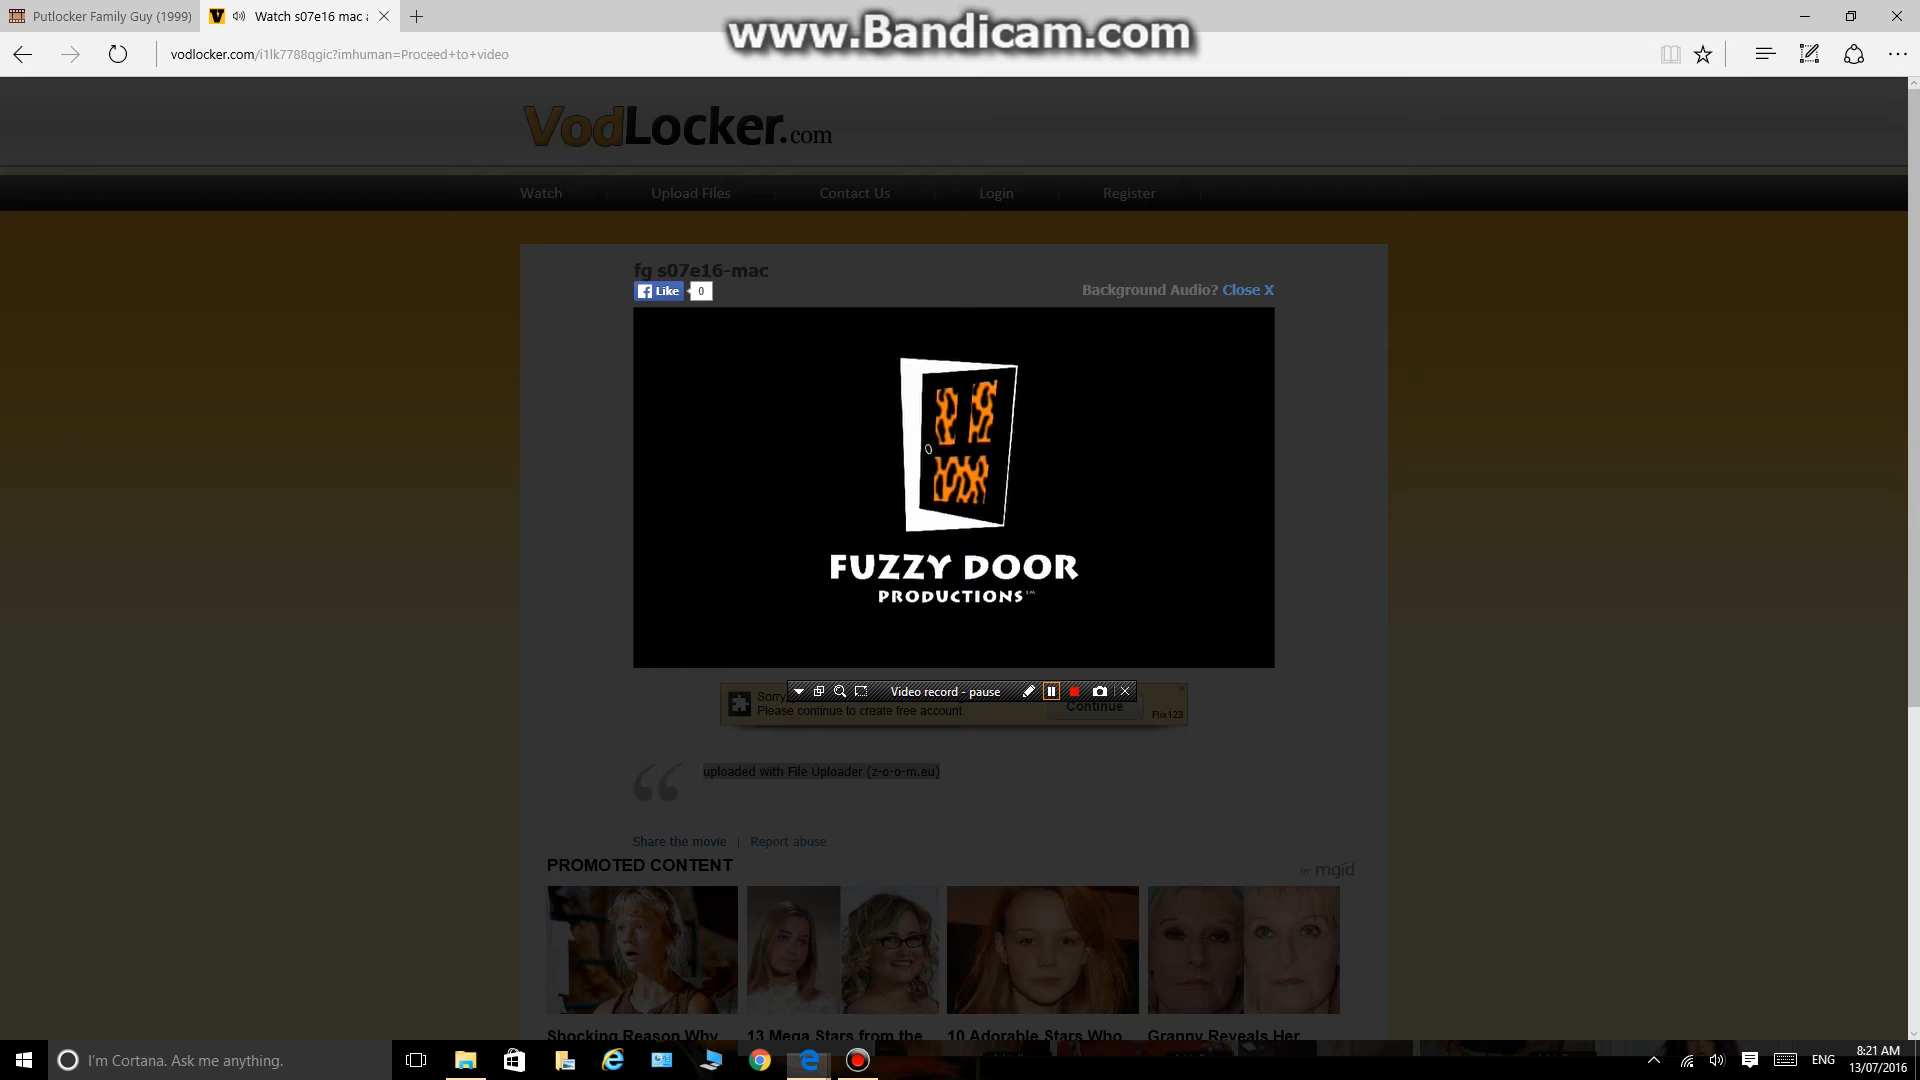 Putlocker Family Guy (1999)
Watch s07e16 mac
www.Bandicam.com
vodlocker.com/i1lk7788qgic?imhuman=Proceed+to+video
VodLocker.com
Watch
Upload Files
Contact Us
Login
Register
fg s07e16-mac
Like
0
Background Audio? Close X
FUZZY DOOR
PRODUCTIONS™
Video record - pause
Sorry
Please continue to create free account.
Continue
Flix123
uploaded with File Uploader (z-o-o-m.eu)
Share the movie | Report abuse
PROMOTED CONTENT
by mgid
Shocking Reason Why
13 Mega Stars from the
10 Adorable Stars Who
Granny Reveals Her
I'm Cortana. Ask me anything.
ENG
8:21 AM
13/07/2016